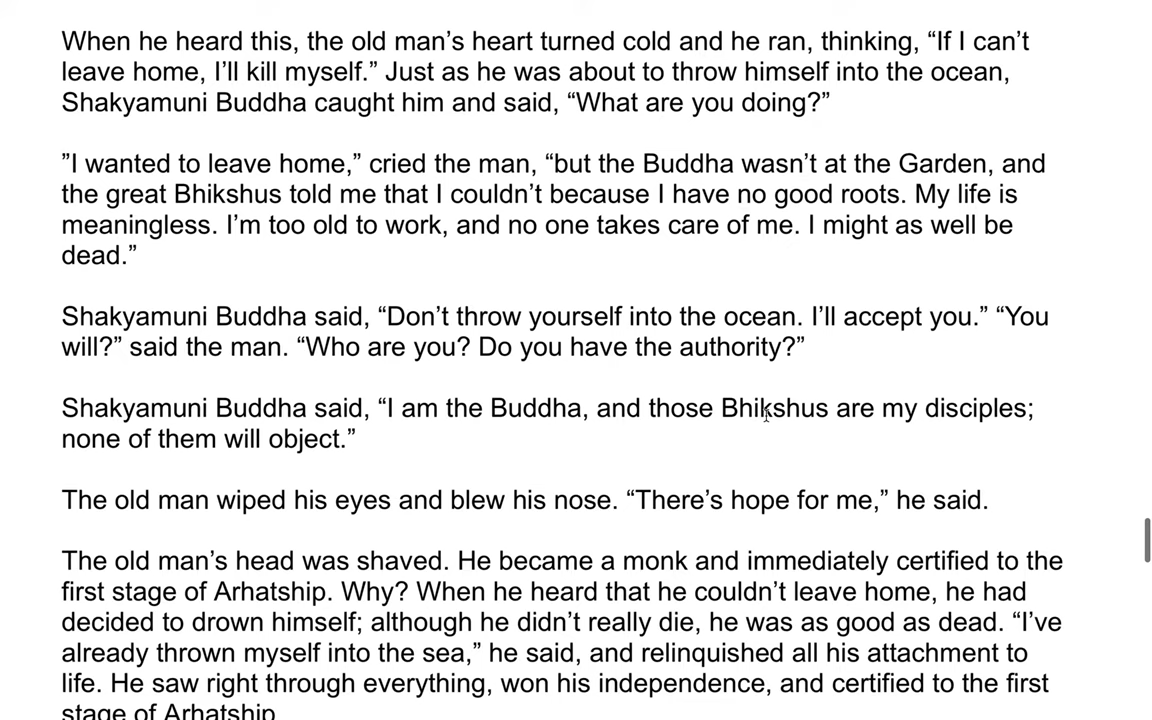 When he heard this, the old man’s heart turned cold and he ran, thinking, “If I can’t
leave home, I’ll kill myself.” Just as he was about to throw himself into the ocean,
Shakyamuni Buddha caught him and said, “What are you doing?”
”I wanted to leave home,” cried the man, “but the Buddha wasn’t at the Garden, and
the great Bhikshus told me that I couldn’t because I have no good roots. My life is
meaningless. I’m too old to work, and no one takes care of me. I might as well be
dead.”
Shakyamuni Buddha said, “Don’t throw yourself into the ocean. I’ll accept you.” “You
will?” said the man. “Who are you? Do you have the authority?”
Shakyamuni Buddha said, “I am the Buddha, and those Bhikshus are my disciples;
none of them will object.”
The old man wiped his eyes and blew his nose. “There’s hope for me,” he said.
The old man’s head was shaved. He became a monk and immediately certified to the
first stage of Arhatship. Why? When he heard that he couldn’t leave home, he had
decided to drown himself; although he didn’t really die, he was as good as dead. “I’ve
already thrown myself into the sea,” he said, and relinquished all his attachment to
life. He saw right through everything, won his independence, and certified to the first
stage of Arhatship